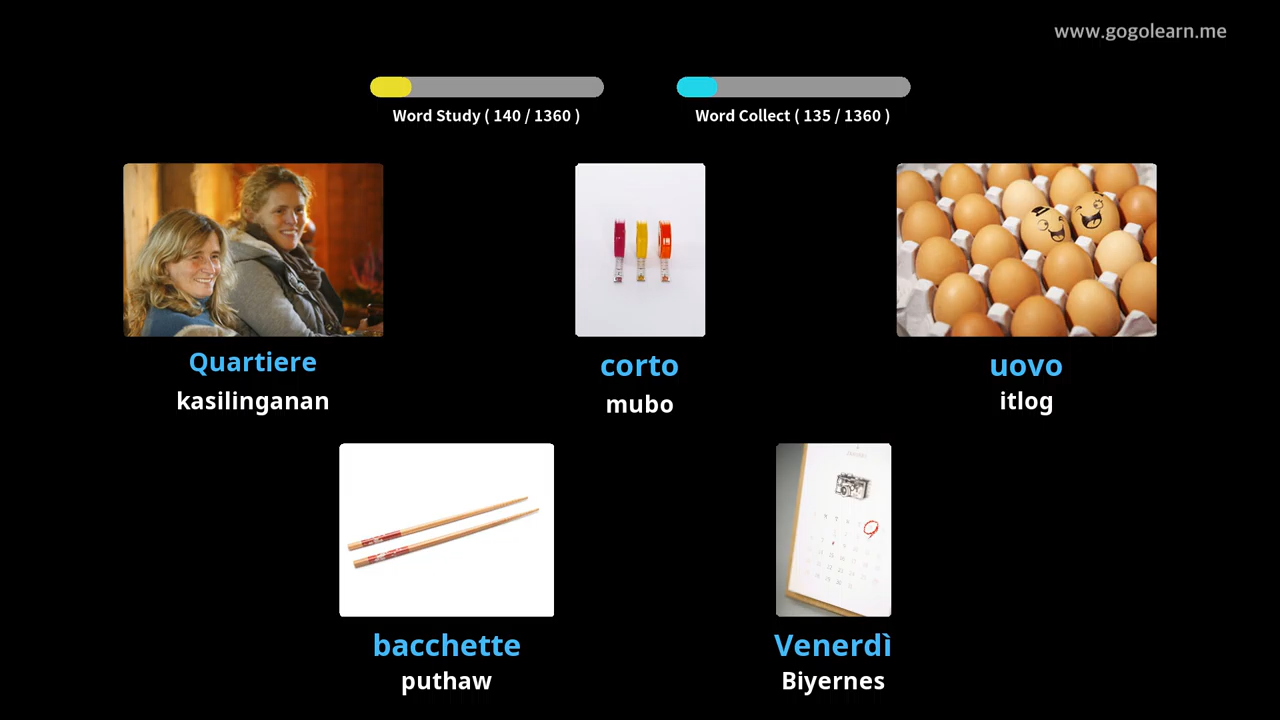 www.gogolearn.me
Word Study ( 140 / 1360 )
Word Collect ( 135 / 1360 )
Quartiere
kasilinganan
corto
mubo
uovo
itlog
bacchette
puthaw
Venerdì
Biyernes